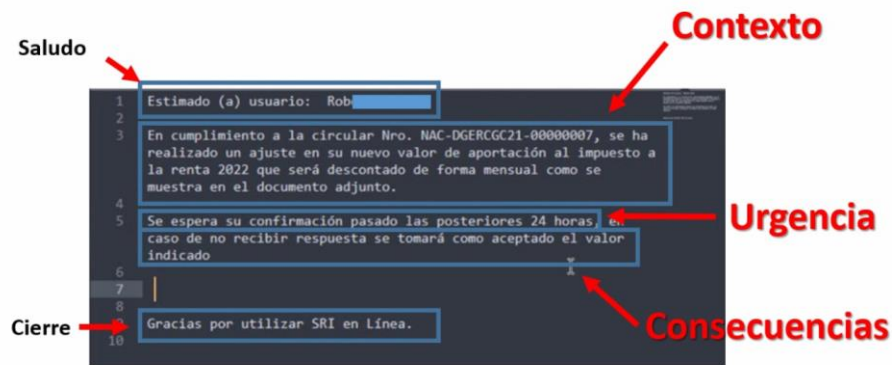 Contexto
Saludo
1 Estimado (a) usuario: Rob
2
3 En cumplimiento a la circular Nro. NAC-DGERCGC21-00000007, se ha
realizado un ajuste en su nuevo valor de aportación al impuesto a
la renta 2022 que será descontado de forma mensual como se
muestra en el documento adjunto.
4
5 Se espera su confirmación pasado las posteriores 24 horas, en
caso de no recibir respuesta se tomará como aceptado el valor
indicado
Urgencia
6
7
8
Gracias por utilizar SRI en Línea.
10
Cierre
Consecuencias